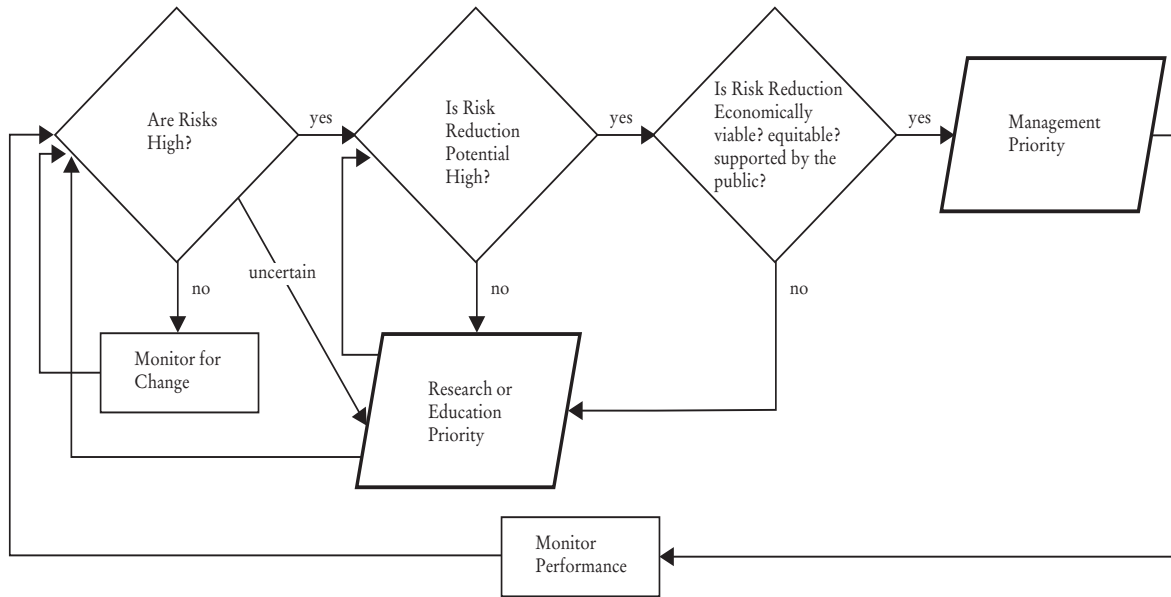 Are Risks
High?
yes
Is Risk
Reduction
Potential
High?
yes
Is Risk Reduction
Economically
viable? equitable?
supported by the
public?
yes
Management
Priority
uncertain
no
no
no
Monitor for
Change
Research or
Education
Priority
Monitor
Performance